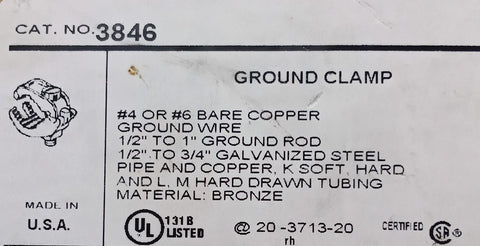 CAT. NO. 3846
GROUND CLAMP
#4 OR #6 BARE COPPER
GROUND WIRE
1/2" TO 1" GROUND ROD
1/2" TO 3/4" GALVANIZED STEEL
PIPE AND COPPER, K SOFT, HARD
AND L, M HARD DRAWN TUBING
MATERIAL: BRONZE
MADE IN
U.S.A.
UL 131B
LISTED
@ 20-3713-20
rh
CERTIFIED SA